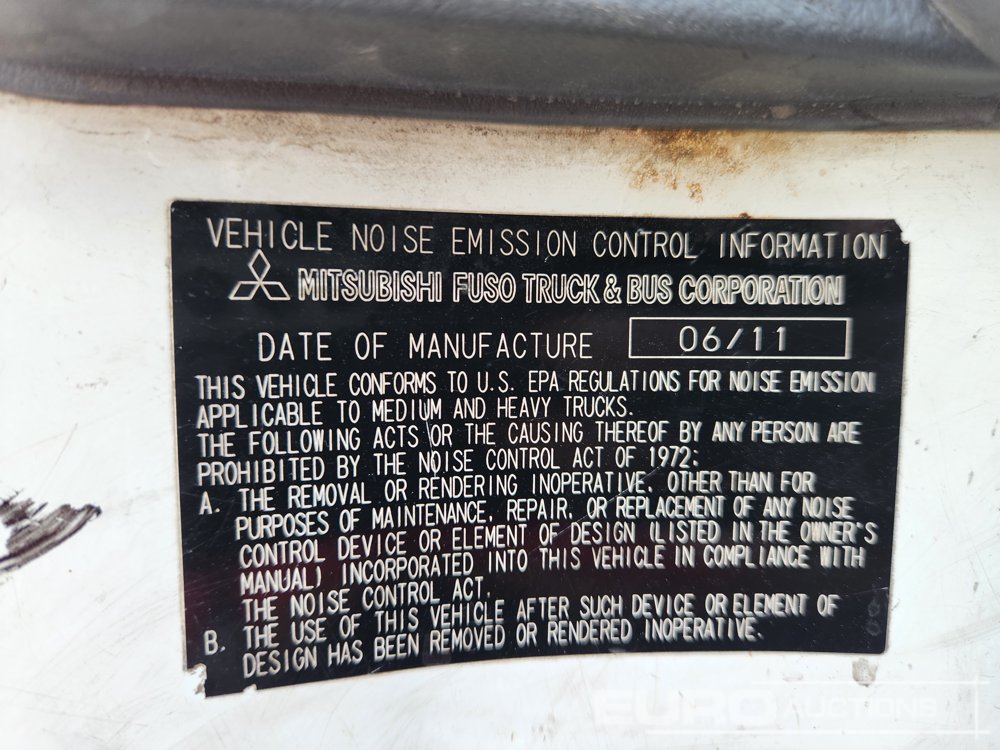 VEHICLE NOISE EMISSION CONTROL INFORMATION
MITSUBISHI FUSO TRUCK & BUS CORPORATION
DATE OF MANUFACTURE 06/11
THIS VEHICLE CONFORMS TO U.S. EPA REGULATIONS FOR NOISE EMISSION
APPLICABLE TO MEDIUM AND HEAVY TRUCKS.
THE FOLLOWING ACTS OR THE CAUSING THEREOF BY ANY PERSON ARE
PROHIBITED BY THE NOISE CONTROL ACT OF 1972:
A. THE REMOVAL OR RENDERING INOPERATIVE, OTHER THAN FOR
PURPOSES OF MAINTENANCE, REPAIR, OR REPLACEMENT OF ANY NOISE
CONTROL DEVICE OR ELEMENT OF DESIGN (LISTED IN THE OWNER'S
MANUAL) INCORPORATED INTO THIS VEHICLE IN COMPLIANCE WITH
THE NOISE CONTROL ACT.
B. THE USE OF THIS VEHICLE AFTER SUCH DEVICE OR ELEMENT OF
DESIGN HAS BEEN REMOVED OR RENDERED INOPERATIVE.
EURO AUCTIONS